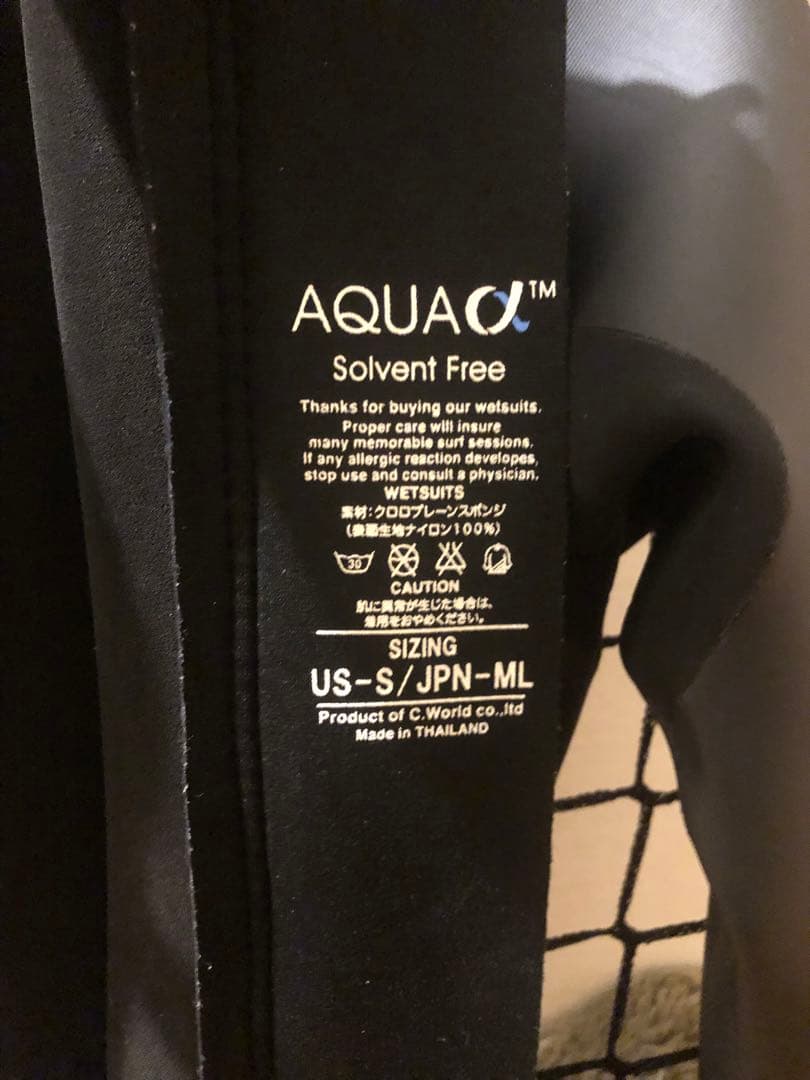 AQUAα™
Solvent Free
Thanks for buying our wetsuits.
Proper care will insure
many memorable surf sessions.
If any allergic reaction developes,
stop use and consult a physician.
WETSUITS
素材:クロロプレーンスポンジ
(表面生地ナイロン100%)
30
CAUTION
肌に異常が生じた場合は、
着用をおやめください。
SIZING
US-S/JPN-ML
Product of C.World co.,ltd
Made in THAILAND